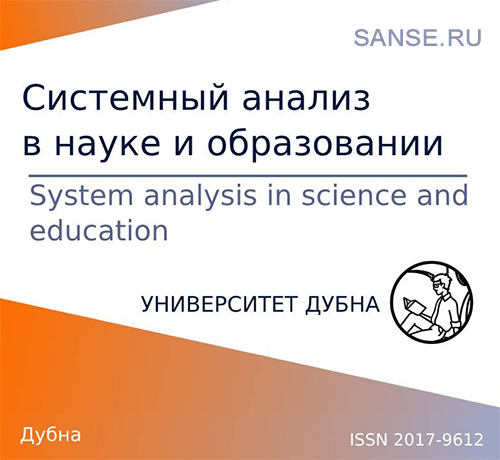 SANSE.RU
Системный анализ
в науке и образовании
System analysis in science and
education
УНИВЕРСИТЕТ ДУБНА
Дубна
ISSN 2017-9612